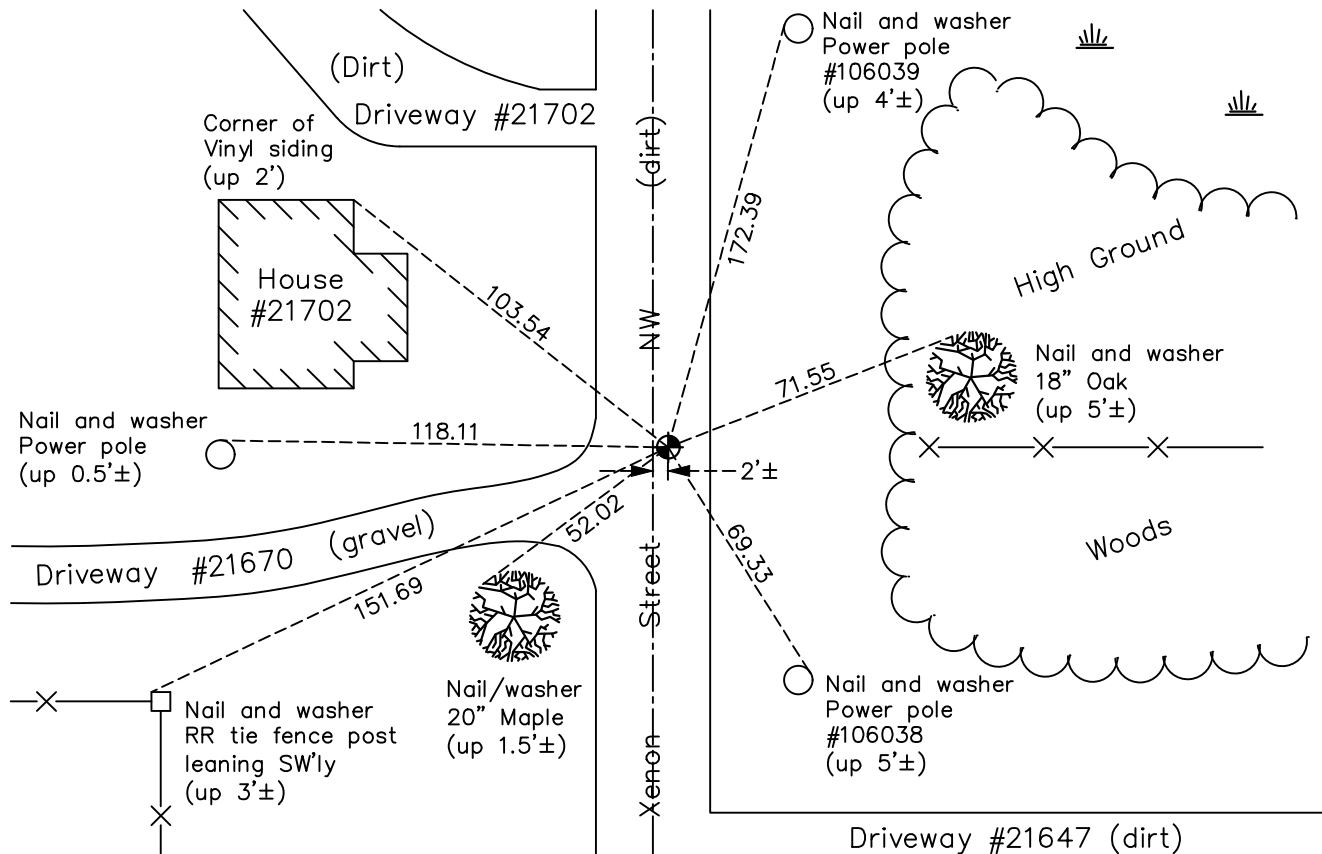 Nail and washer
Power pole
#106039
(up 4'±)
(Dirt)
Driveway #21702
Corner of
Vinyl siding
(up 2')
House
#21702
Xenon Street NW (dirt)
172.39
High Ground
103.54
71.55
Nail and washer
18" Oak
(up 5'±)
Nail and washer
Power pole
(up 0.5'±)
118.11
2'±
52.02
Driveway #21670 (gravel)
151.69
69.33
Woods
Nail/washer
20" Maple
(up 1.5'±)
Nail and washer
RR tie fence post
leaning SW'ly
(up 3'±)
Nail and washer
Power pole
#106038
(up 5'±)
Driveway #21647 (dirt)